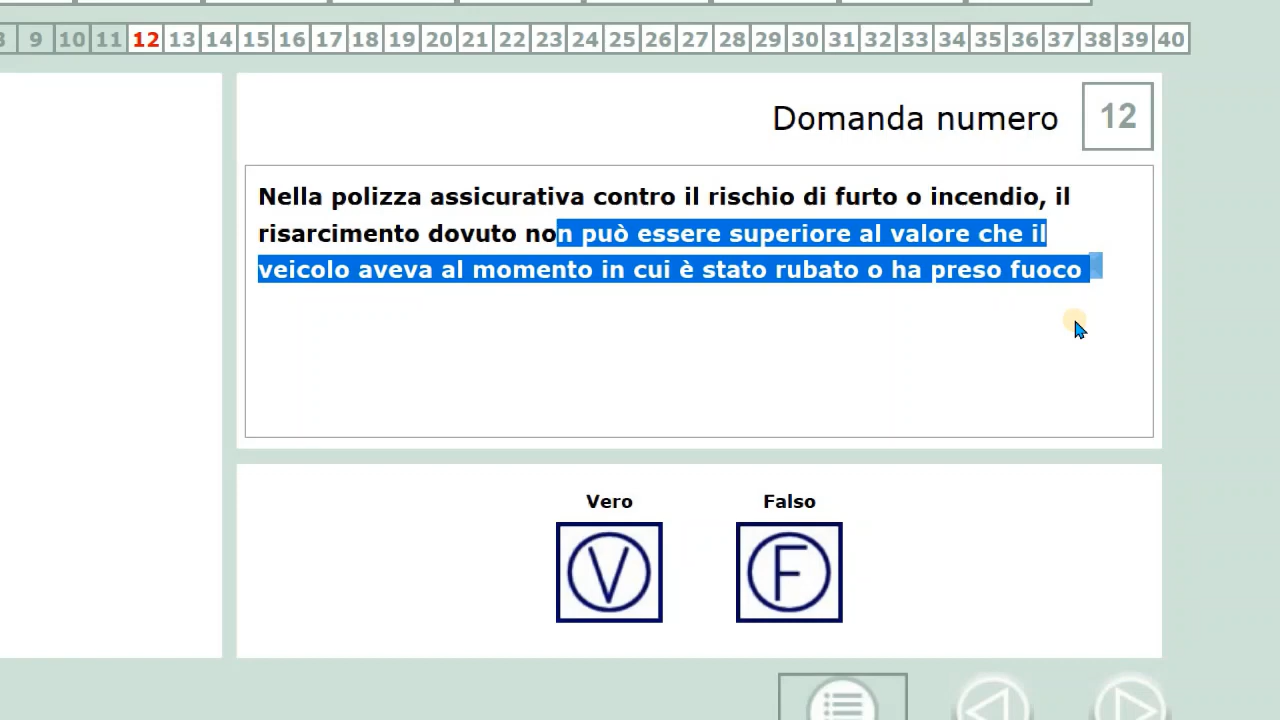 9 10 11 12 13 14 15 16 17 18 19 20 21 22 23 24 25 26 27 28 29 30 31 32 33 34 35 36 37 38 39 40
Domanda numero 12
Nella polizza assicurativa contro il rischio di furto o incendio, il
risarcimento dovuto non può essere superiore al valore che il
veicolo aveva al momento in cui è stato rubato o ha preso fuoco
Vero Falso
V F